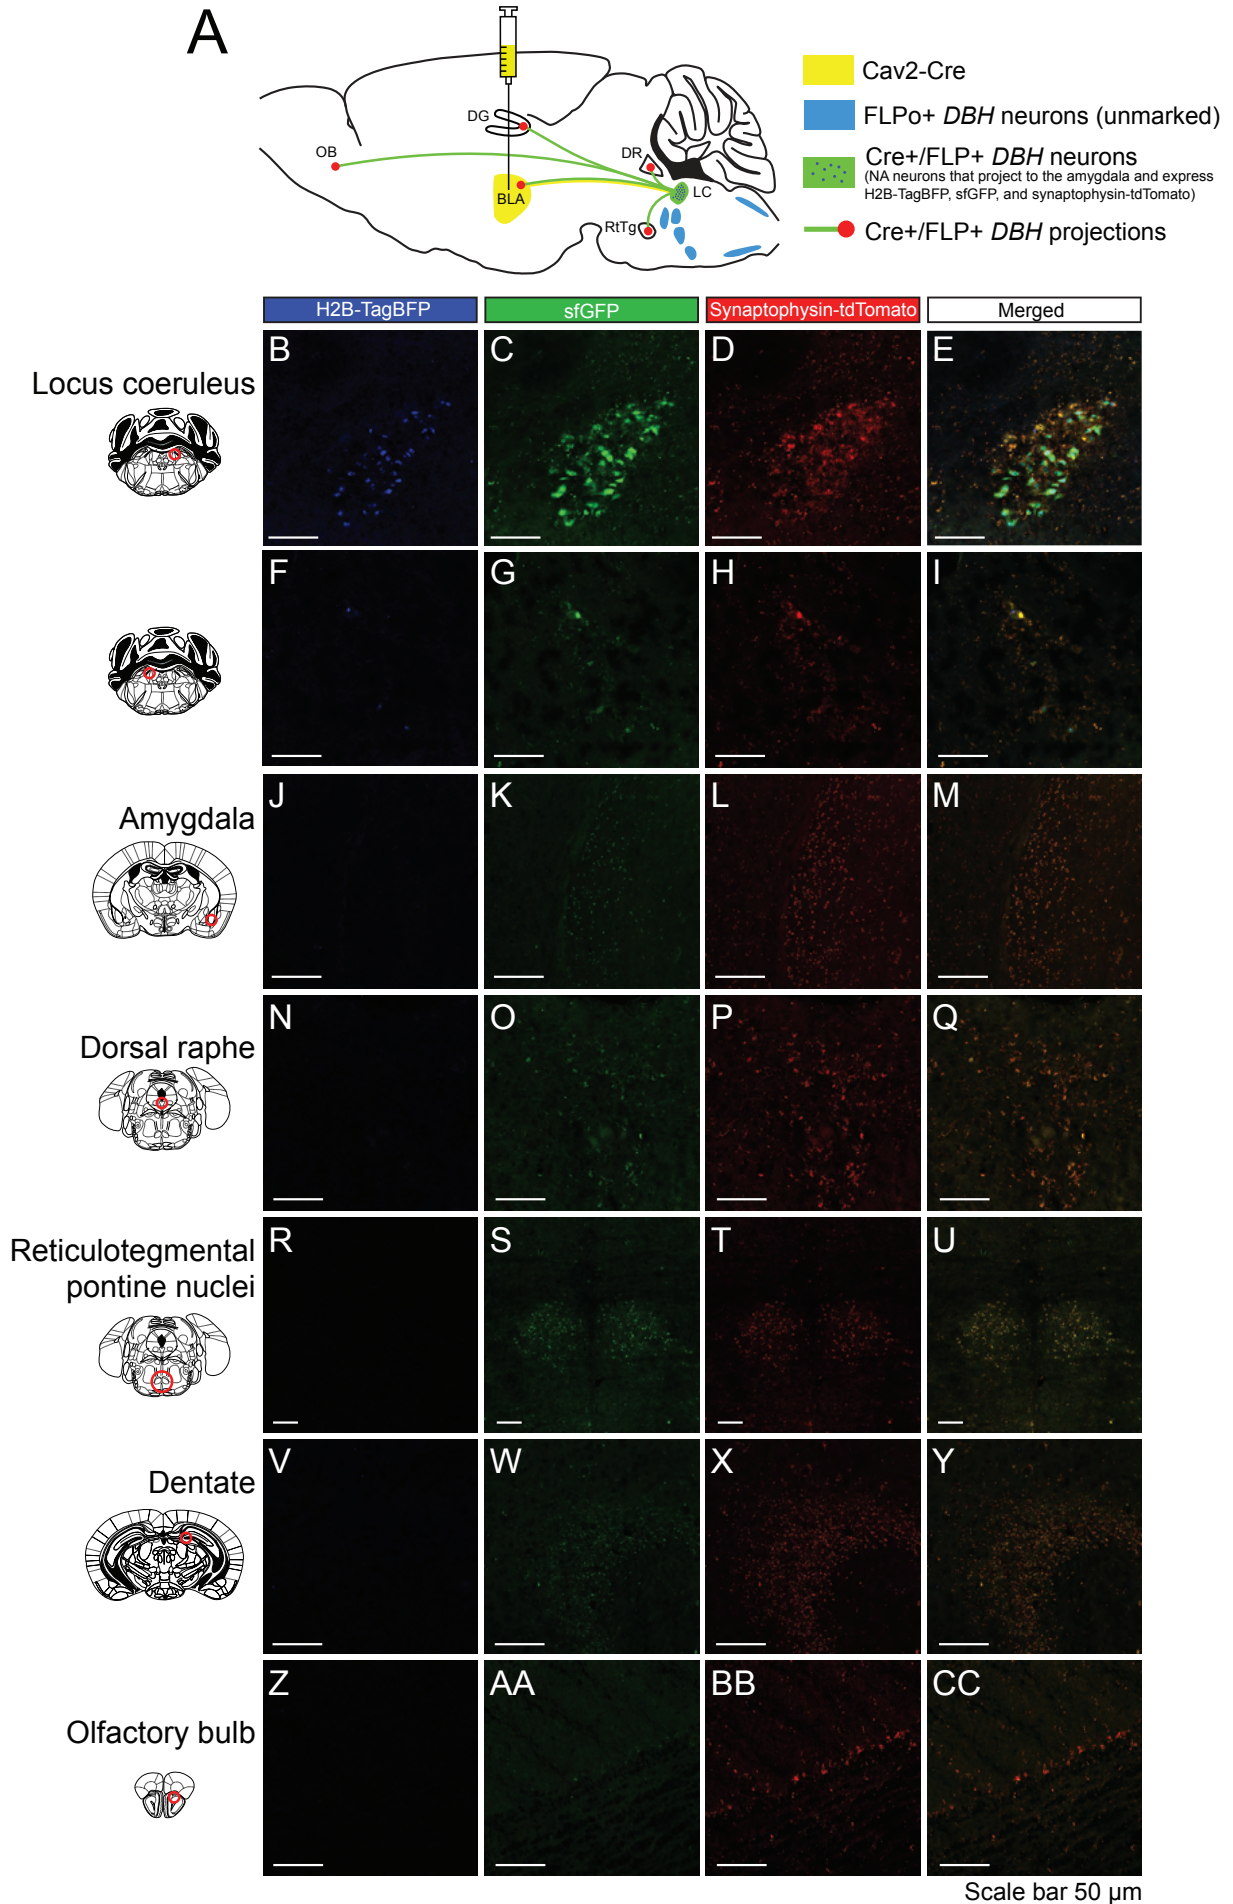 A
DG
OB
DR
BLA
LC
RtTg
Cav2-Cre
FLPo+ DBH neurons (unmarked)
Cre+/FLP+ DBH neurons
(NA neurons that project to the amygdala and express
H2B-TagBFP, sfGFP, and synaptophysin-tdTomato)
Cre+/FLP+ DBH projections
H2B-TagBFP
sfGFP
Synaptophysin-tdTomato
Merged
Locus coeruleus
B
C
D
E
F
G
H
I
Amygdala
J
K
L
M
Dorsal raphe
N
O
P
Q
Reticulotegmental
pontine nuclei
R
S
T
U
Dentate
V
W
X
Y
Olfactory bulb
Z
AA
BB
CC
Scale bar 50 µm